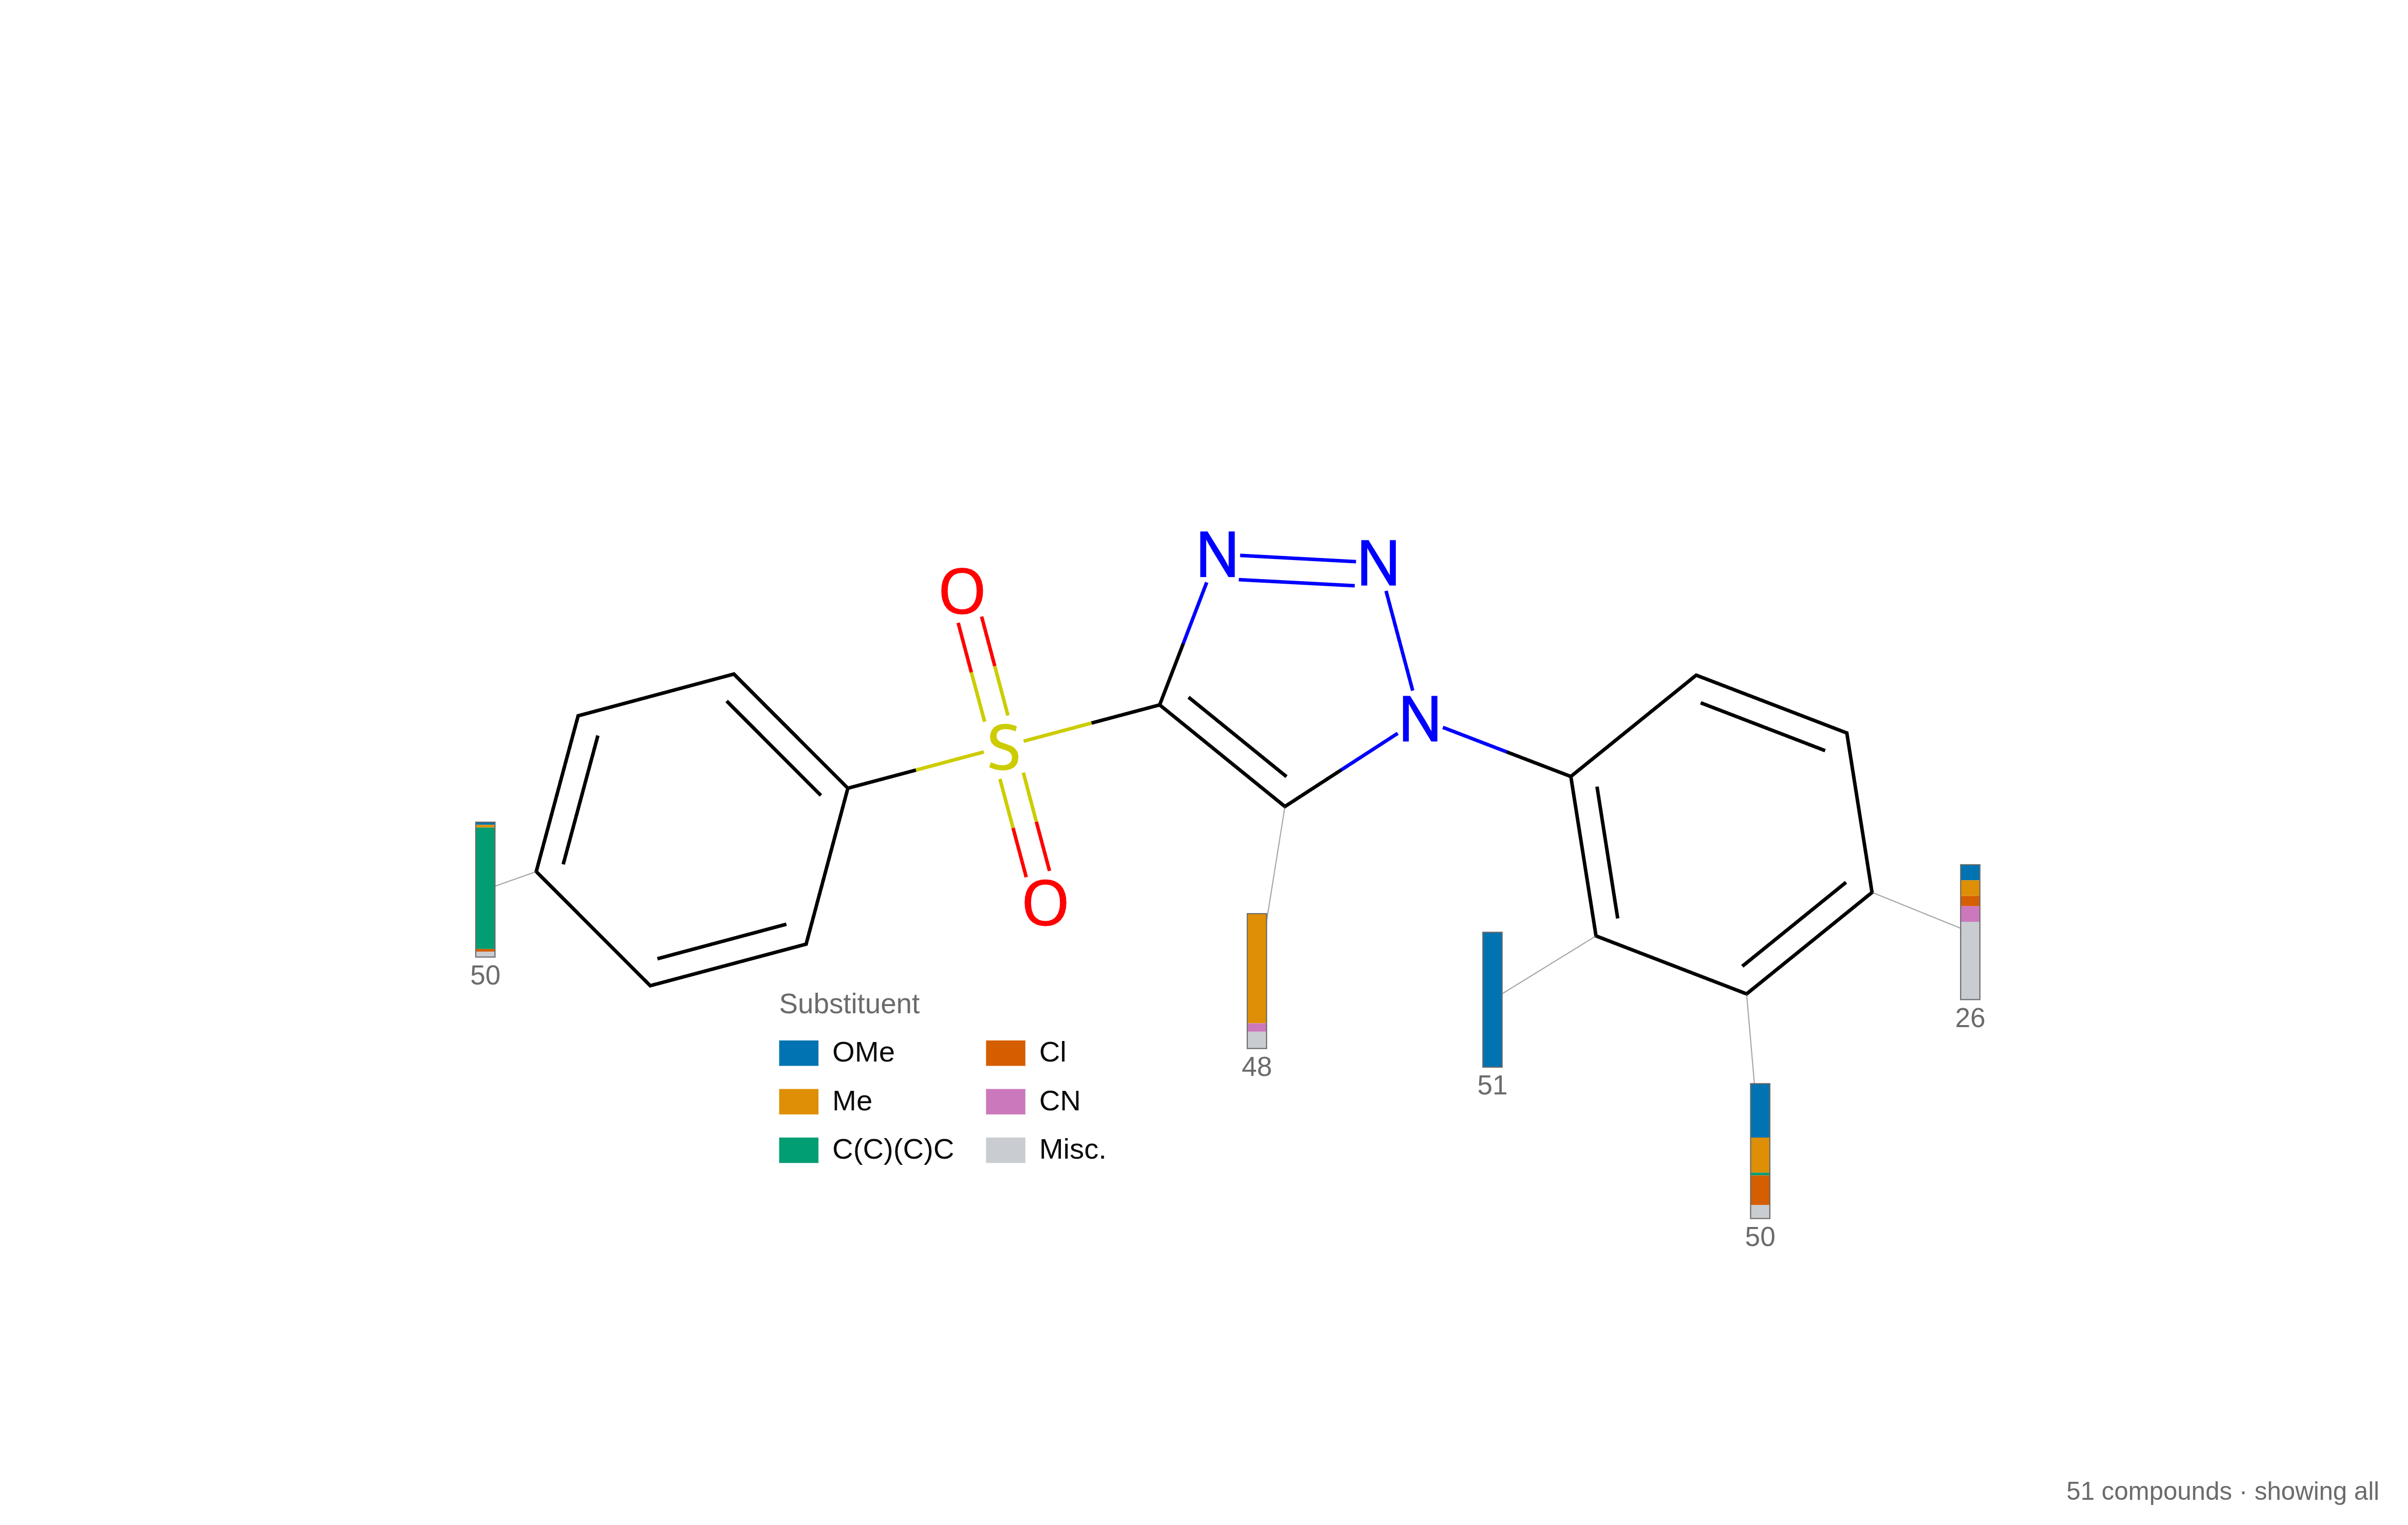 N N
O
N
S
O
50
Substituent
OMe Cl
Me CN
C(C)(C)C Misc.
48
51
26
50
51 compounds · showing all